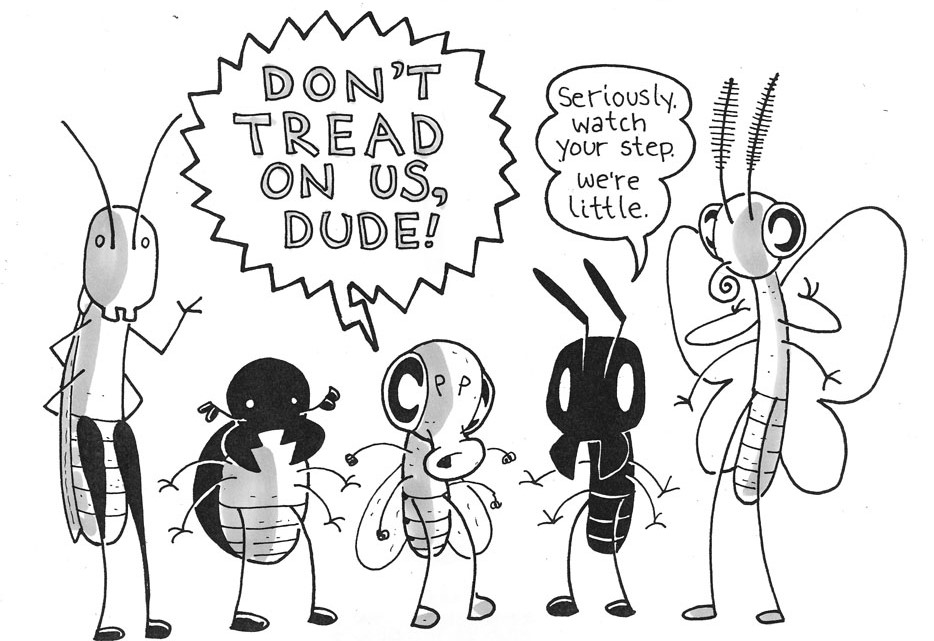 DON'T
TREAD
ON US,
DUDE!
Seriously.
watch
your step.
we're
little.